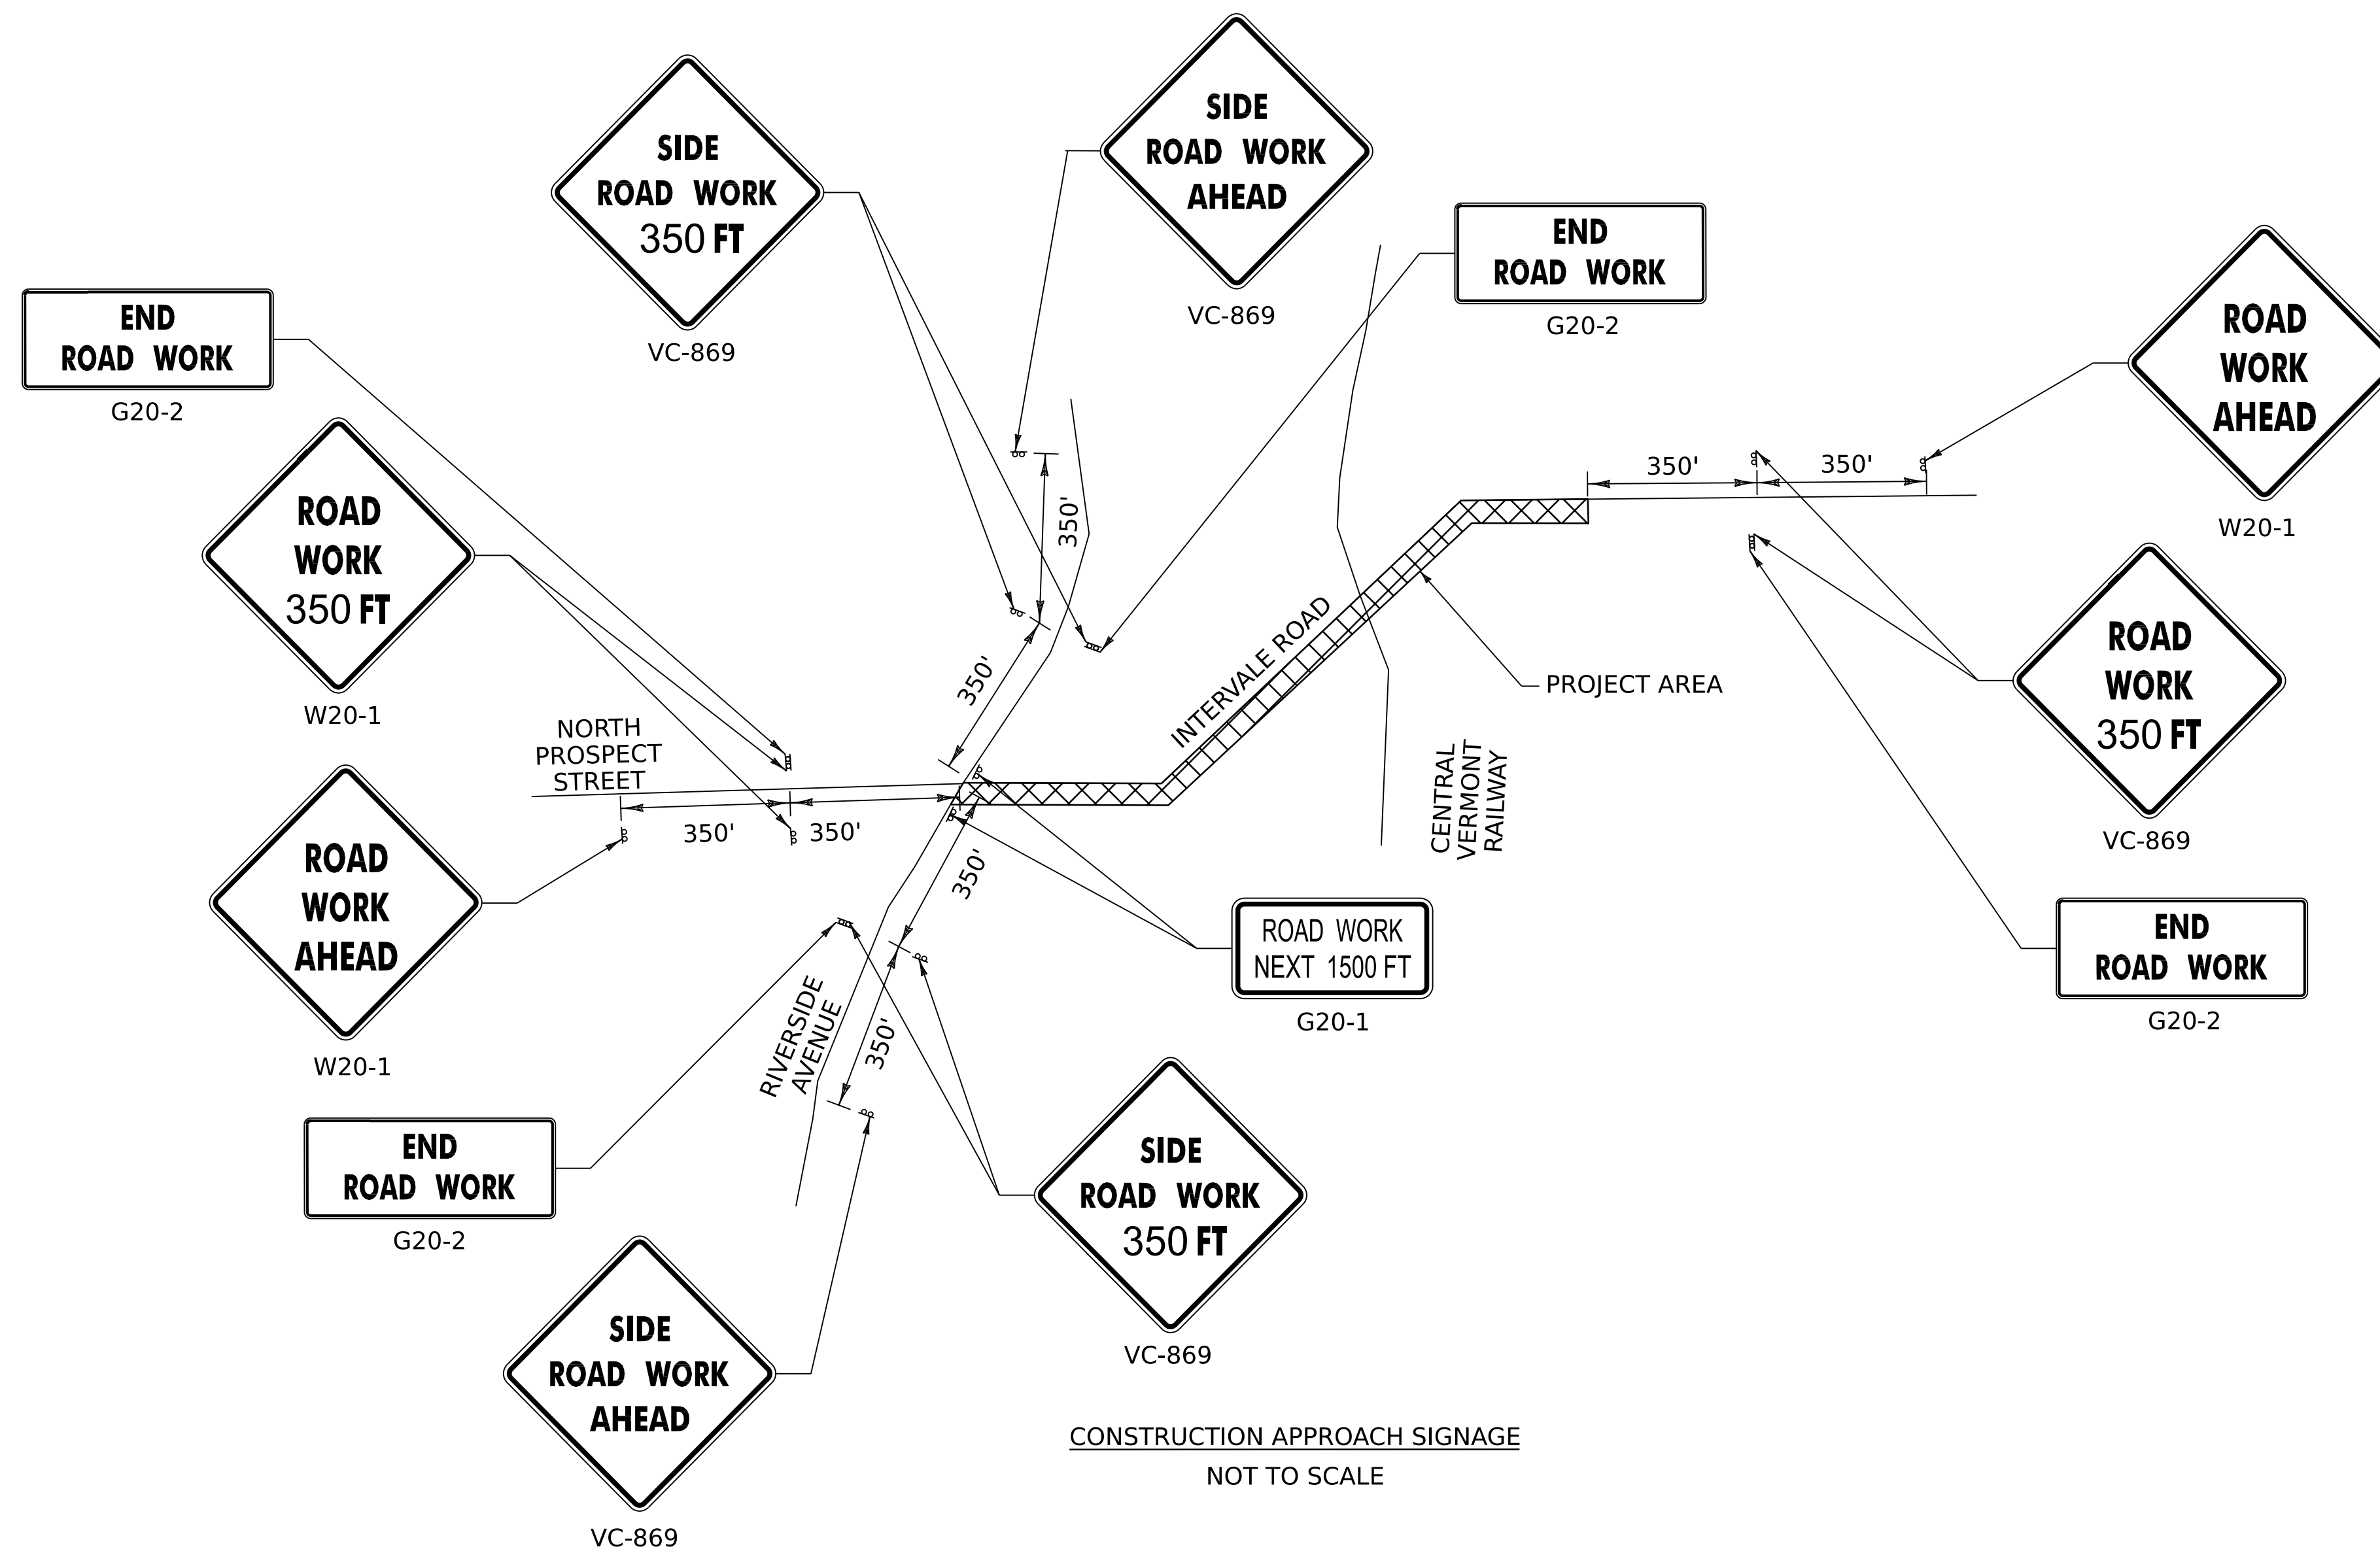 SIDE
ROAD WORK
350 FT
VC-869
SIDE
ROAD WORK
AHEAD
VC-869
END
ROAD WORK
G20-2
END
ROAD WORK
G20-2
ROAD
WORK
AHEAD
W20-1
ROAD
WORK
350 FT
W20-1
350'
350'
350'
350'
INTERVALE ROAD
PROJECT AREA
ROAD
WORK
350 FT
VC-869
NORTH
PROSPECT
STREET
350'
350'
350'
350'
CENTRAL
VERMONT
RAILWAY
ROAD
WORK
AHEAD
W20-1
ROAD WORK
NEXT 1500 FT
G20-1
END
ROAD WORK
G20-2
RIVERSIDE
AVENUE
END
ROAD WORK
G20-2
SIDE
ROAD WORK
350 FT
VC-869
SIDE
ROAD WORK
AHEAD
VC-869
CONSTRUCTION APPROACH SIGNAGE
NOT TO SCALE